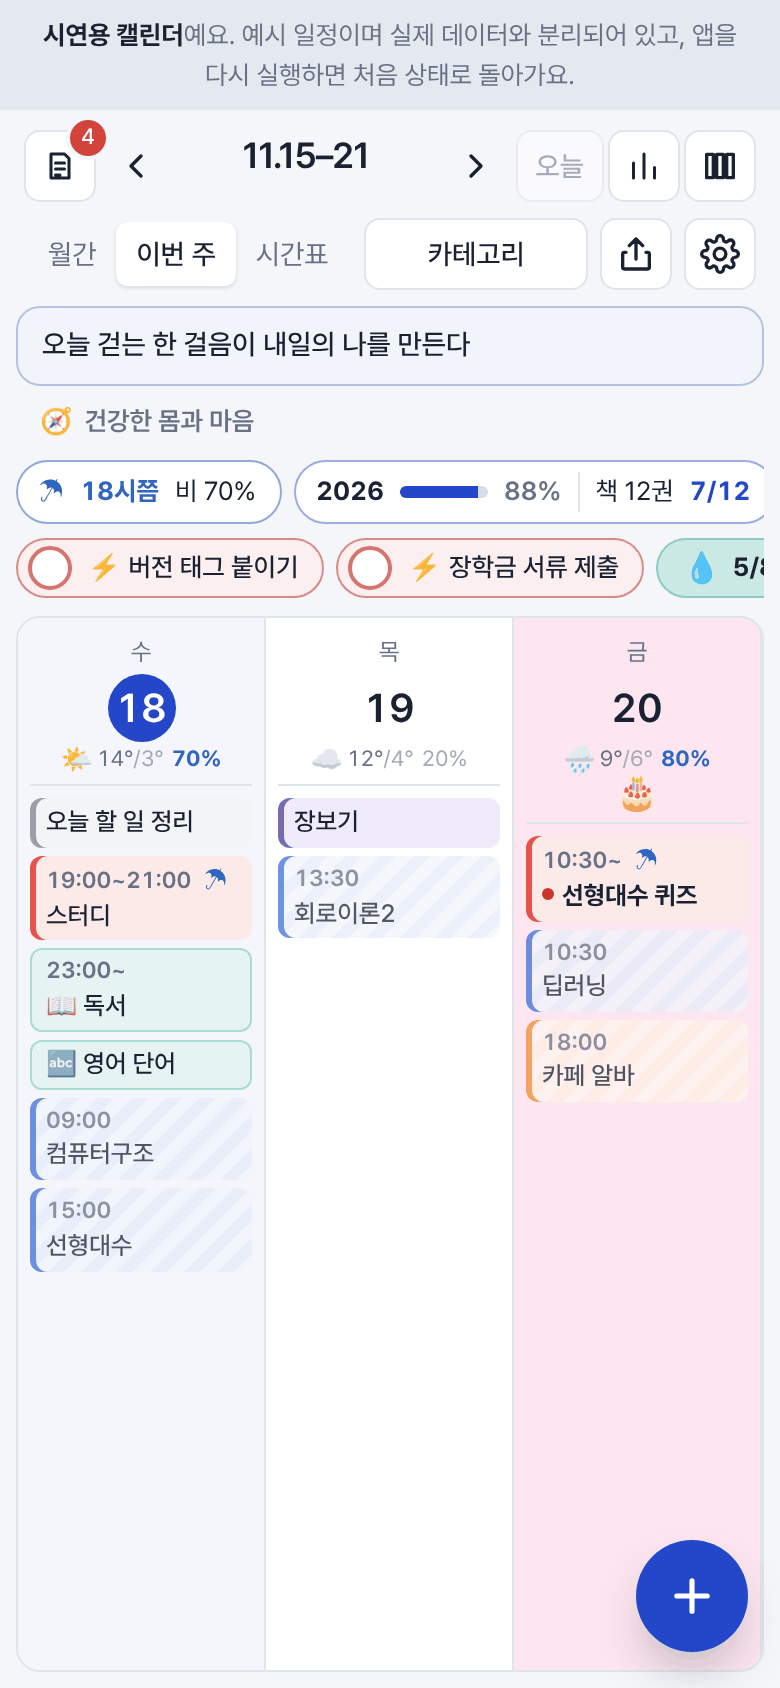 시연용 캘린더예요. 예시 일정이며 실제 데이터와 분리되어 있고, 앱을
다시 실행하면 처음 상태로 돌아가요.
4
11.15–21
오늘
월간
이번 주
시간표
카테고리
오늘 걷는 한 걸음이 내일의 나를 만든다
🧭 건강한 몸과 마음
☂ 18시쯤 비 70%
2026 88% 책 12권 7/12
⚡ 버전 태그 붙이기
⚡ 장학금 서류 제출
💧 5/8
수
18
🌤️ 14°/3° 70%
오늘 할 일 정리
19:00~21:00 ☂
스터디
23:00~
📖 독서
🔤 영어 단어
09:00
컴퓨터구조
15:00
선형대수
목
19
☁️ 12°/4° 20%
장보기
13:30
회로이론2
금
20
🌧️ 9°/6° 80%
🎂
10:30~ ☂
선형대수 퀴즈
10:30
딥러닝
18:00
카페 알바